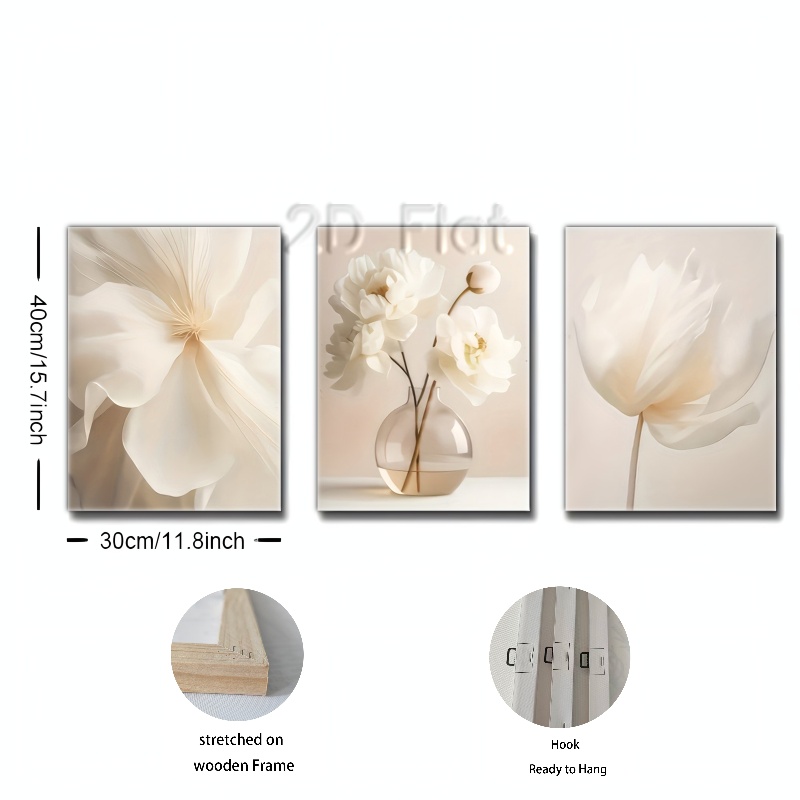 2D Flat
40cm/15.7inch
30cm/11.8inch
stretched on
wooden Frame
Hook
Ready to Hang